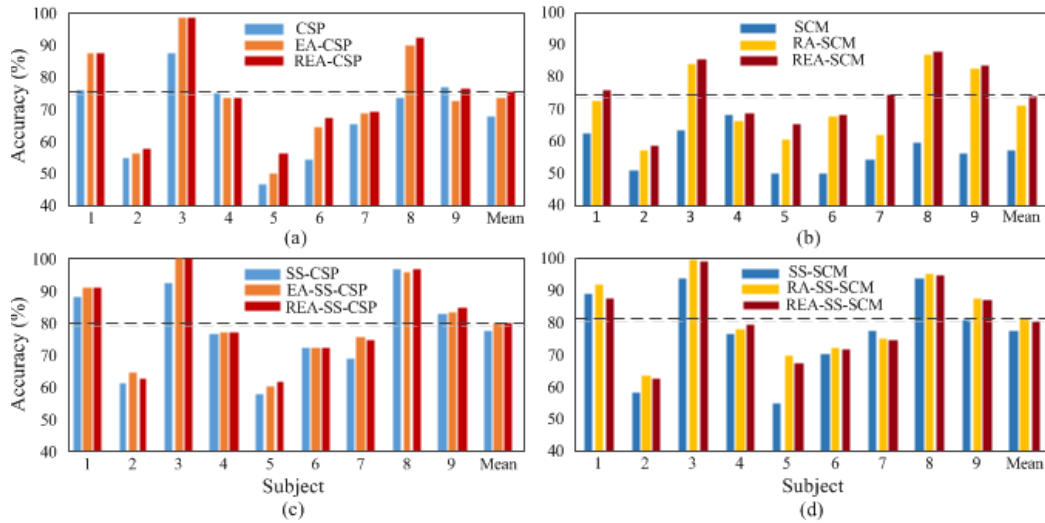 100
90
80
70
60
50
40
Accuracy (%)
CSP
EA-CSP
REA-CSP
1 2 3 4 5 6 7 8 9 Mean
(a)
100
90
80
70
60
50
40
SCM
RA-SCM
REA-SCM
1 2 3 4 5 6 7 8 9 Mean
(b)
100
90
80
70
60
50
40
Accuracy (%)
SS-CSP
EA-SS-CSP
REA-SS-CSP
1 2 3 4 5 6 7 8 9 Mean
Subject
(c)
100
90
80
70
60
50
40
SS-SCM
RA-SS-SCM
REA-SS-SCM
1 2 3 4 5 6 7 8 9 Mean
Subject
(d)